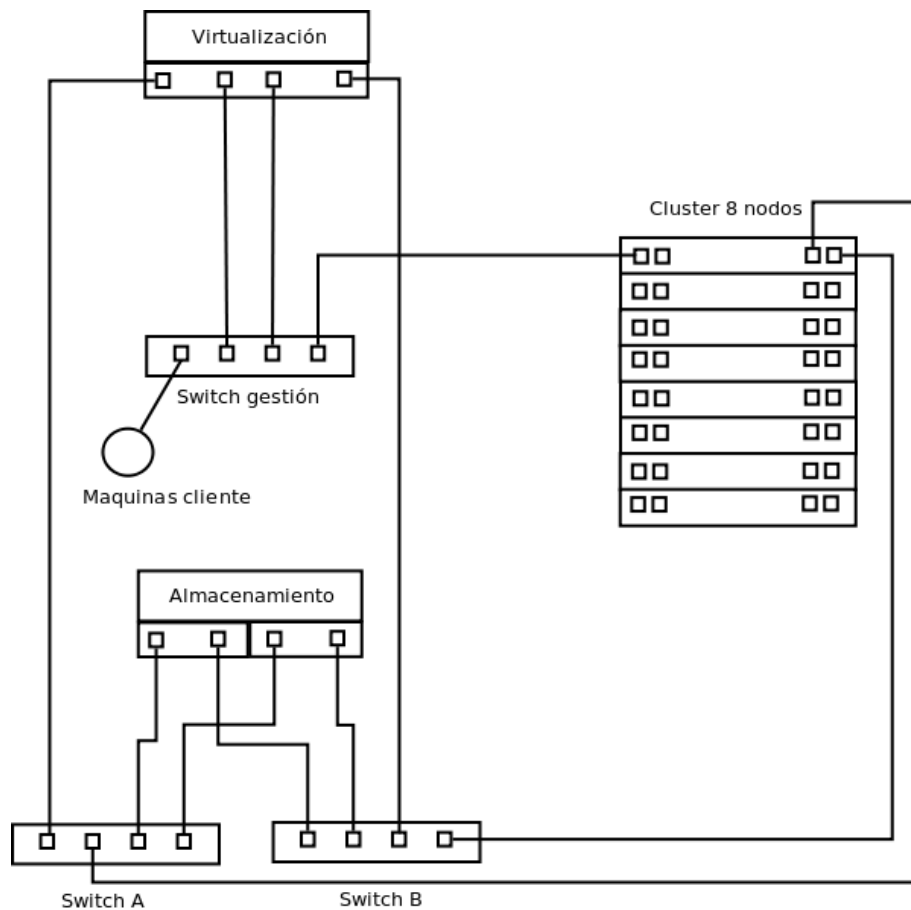 Virtualización
Cluster 8 nodos
Switch gestión
Maquinas cliente
Almacenamiento
Switch A
Switch B